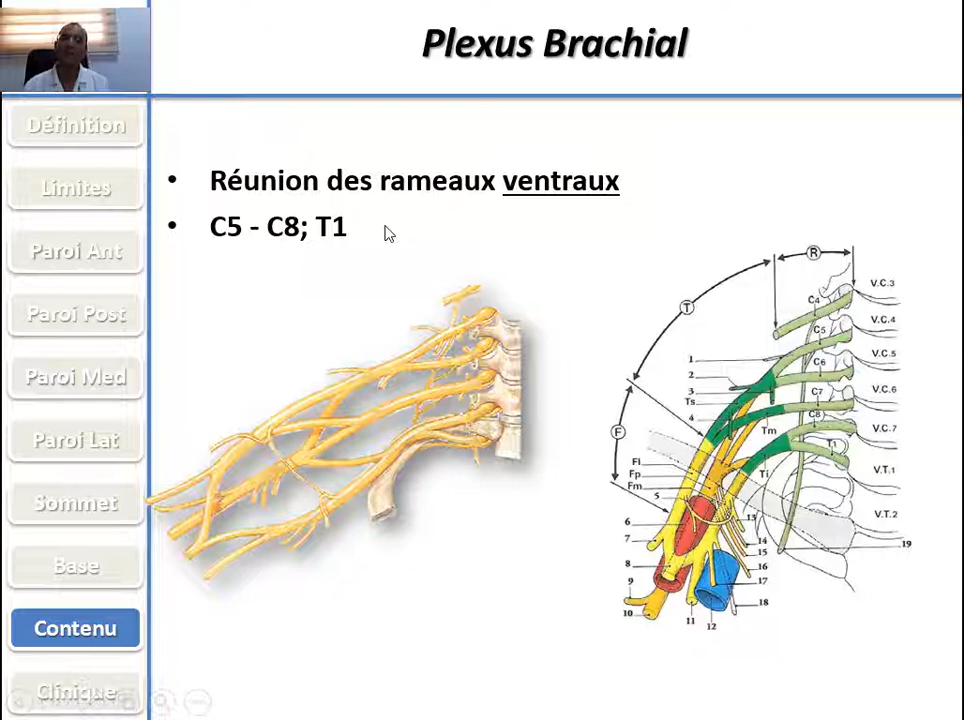 Plexus Brachial
Définition
Limites
Paroi Ant
Paroi Post
Paroi Med
Paroi Lat
Sommet
Base
Contenu
Clinique
• Réunion des rameaux ventraux
• C5 - C8; T1
R
T
F
V.C.3
C4
V.C.4
C5
V.C.5
1
C6
2
V.C.6
3
C7
Ts
C8
4
Tm
V.C.7
T1
Fl
Ti
V.T.1
Fp
Fm
5
V.T.2
13
6
7
14
19
15
8
16
9
17
18
10
11
12